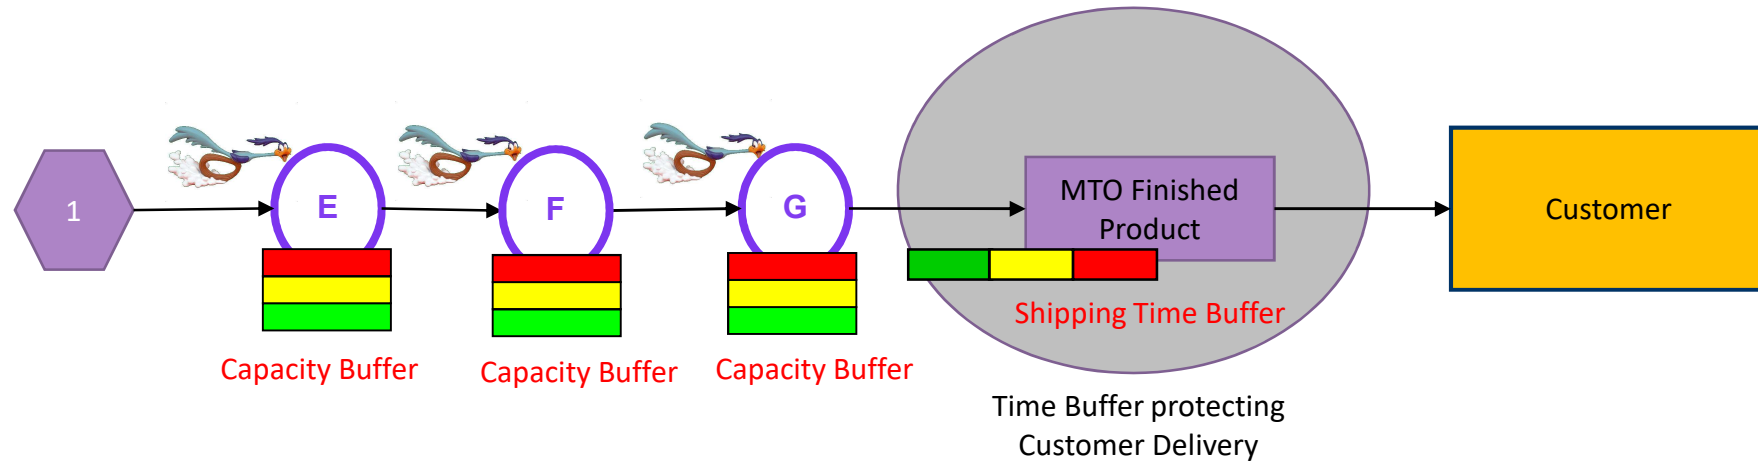 1
E
F
G
MTO Finished
Product
Customer
Shipping Time Buffer
Capacity Buffer
Capacity Buffer
Capacity Buffer
Time Buffer protecting
Customer Delivery